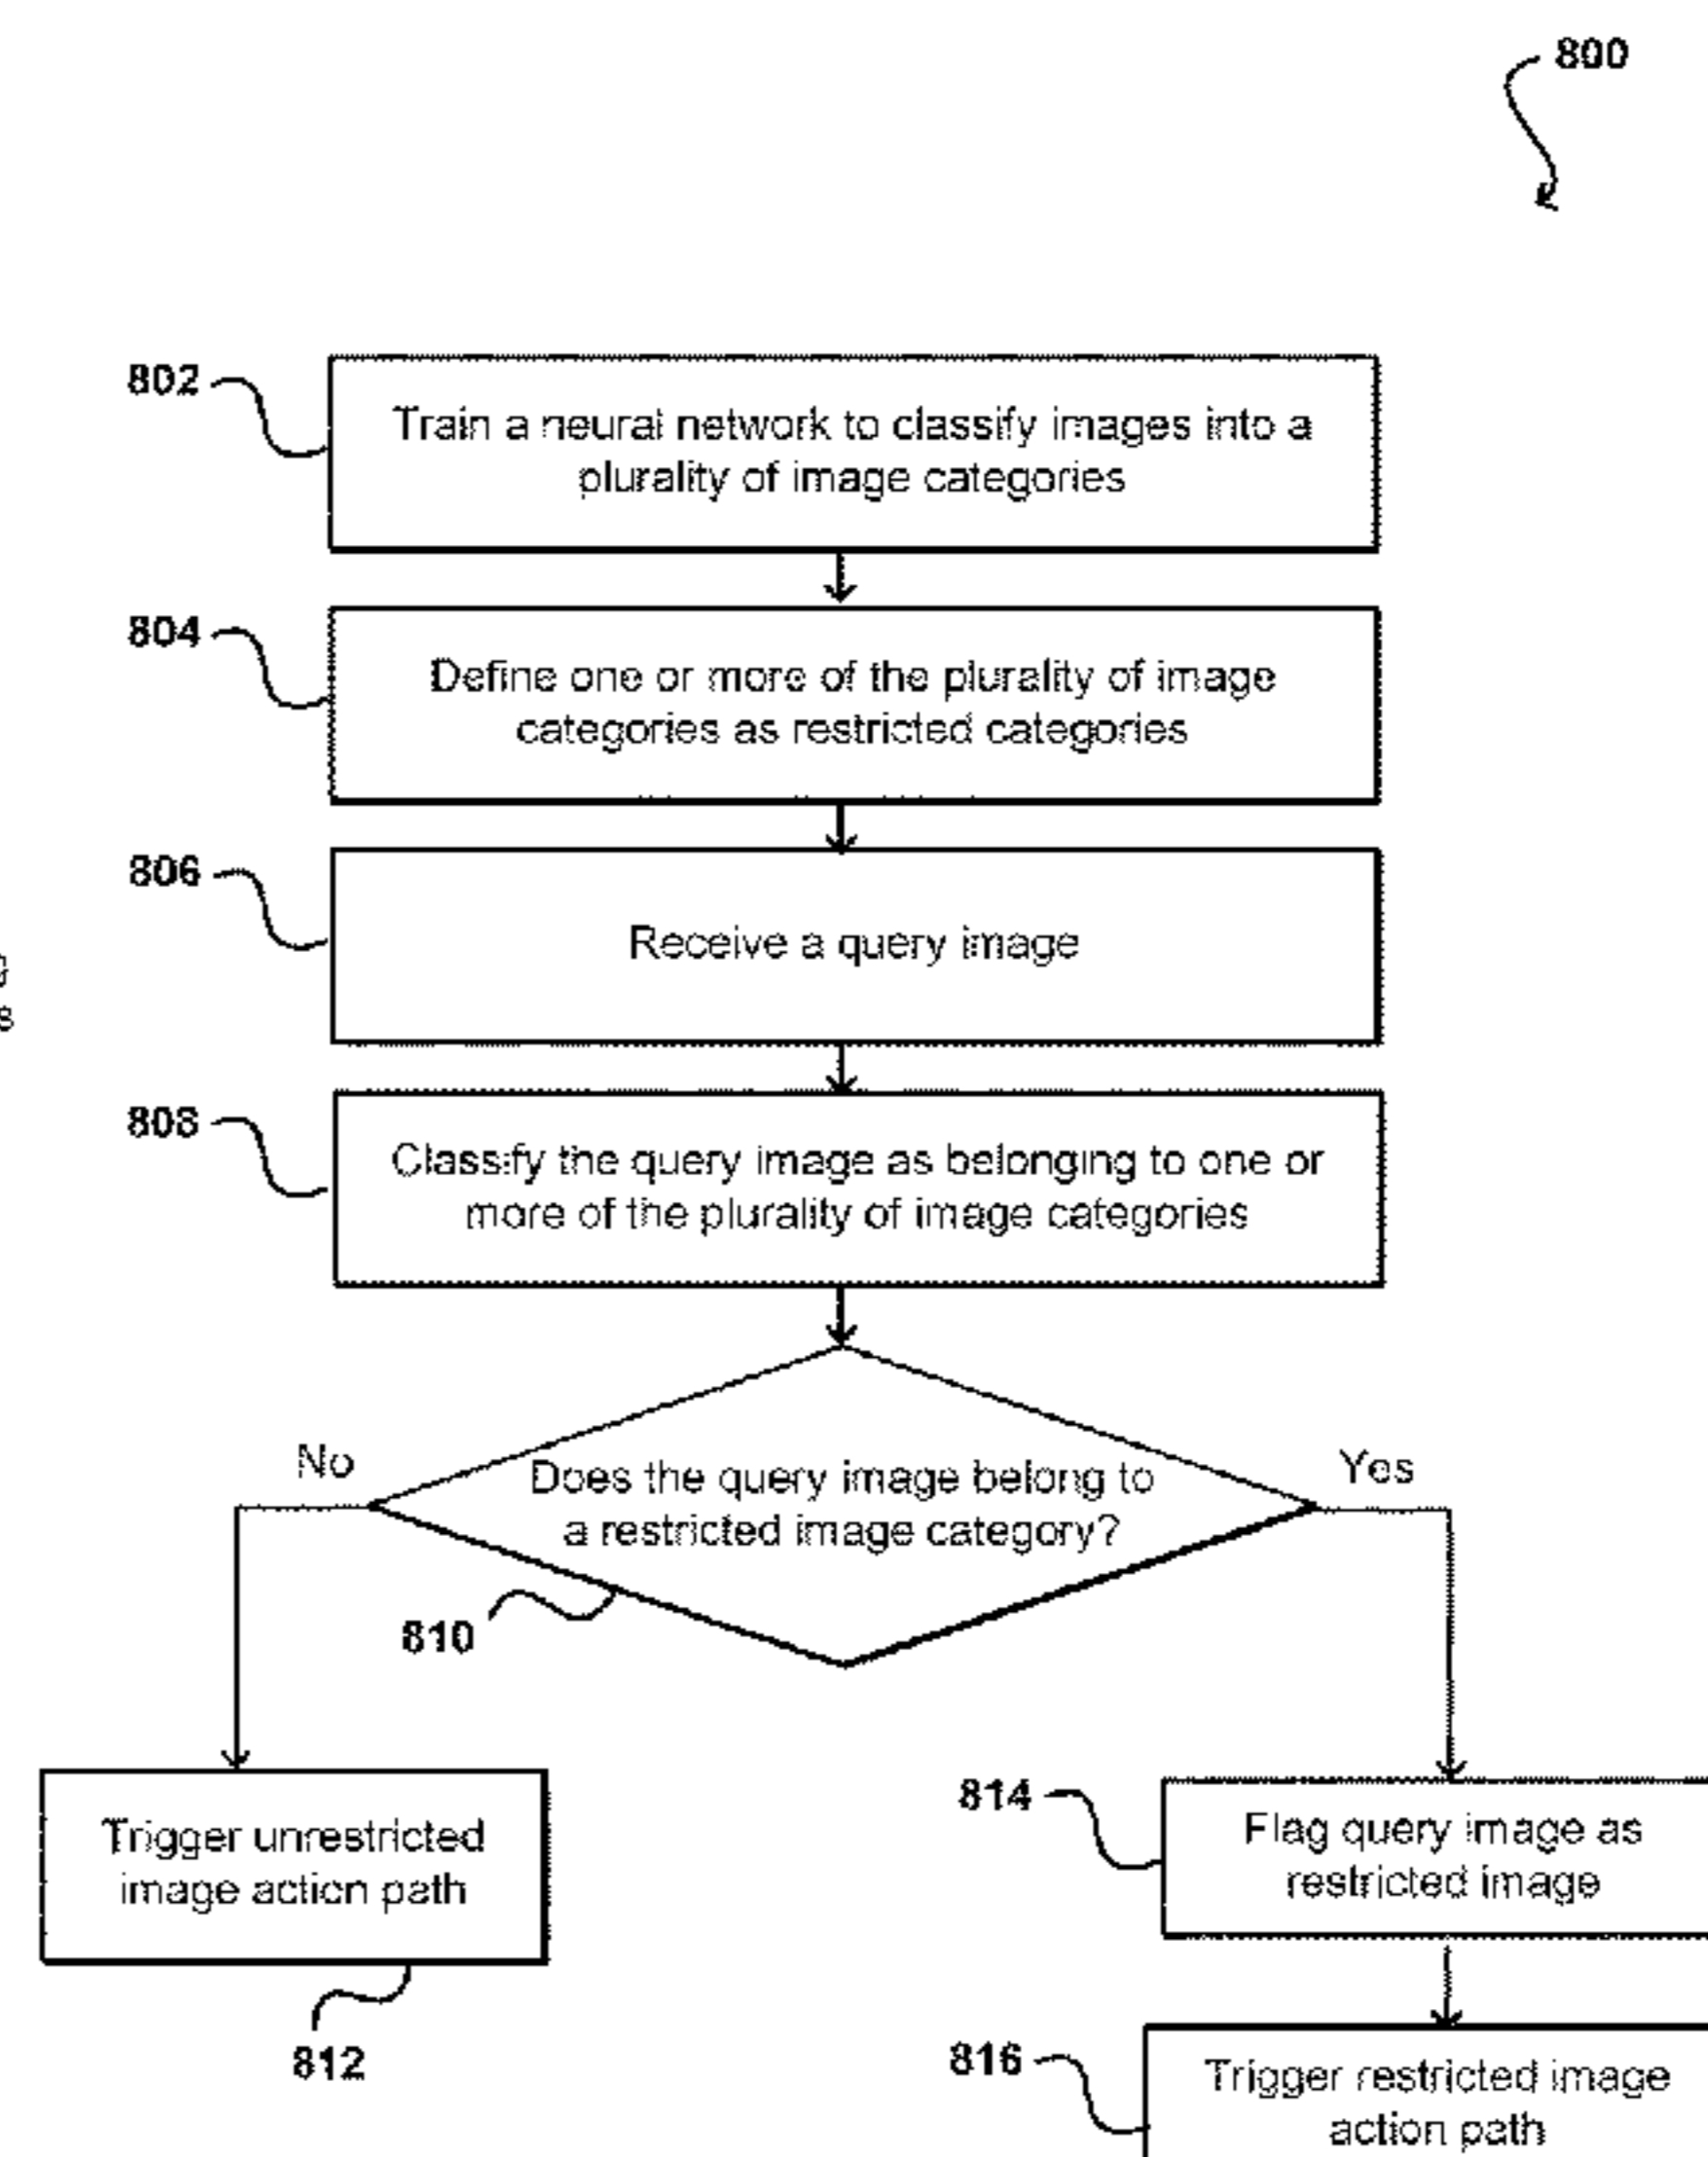 800
802
Train a neural network to classify images into a
plurality of image categories
804
Define one or more of the plurality of image
categories as restricted categories
806
Receive a query image
808
Classify the query image as belonging to one or
more of the plurality of image categories
No
Does the query image belong to
a restricted image category?
Yes
810
814
Flag query image as
restricted image
Trigger unrestricted
image action path
812
816
Trigger restricted image
action path